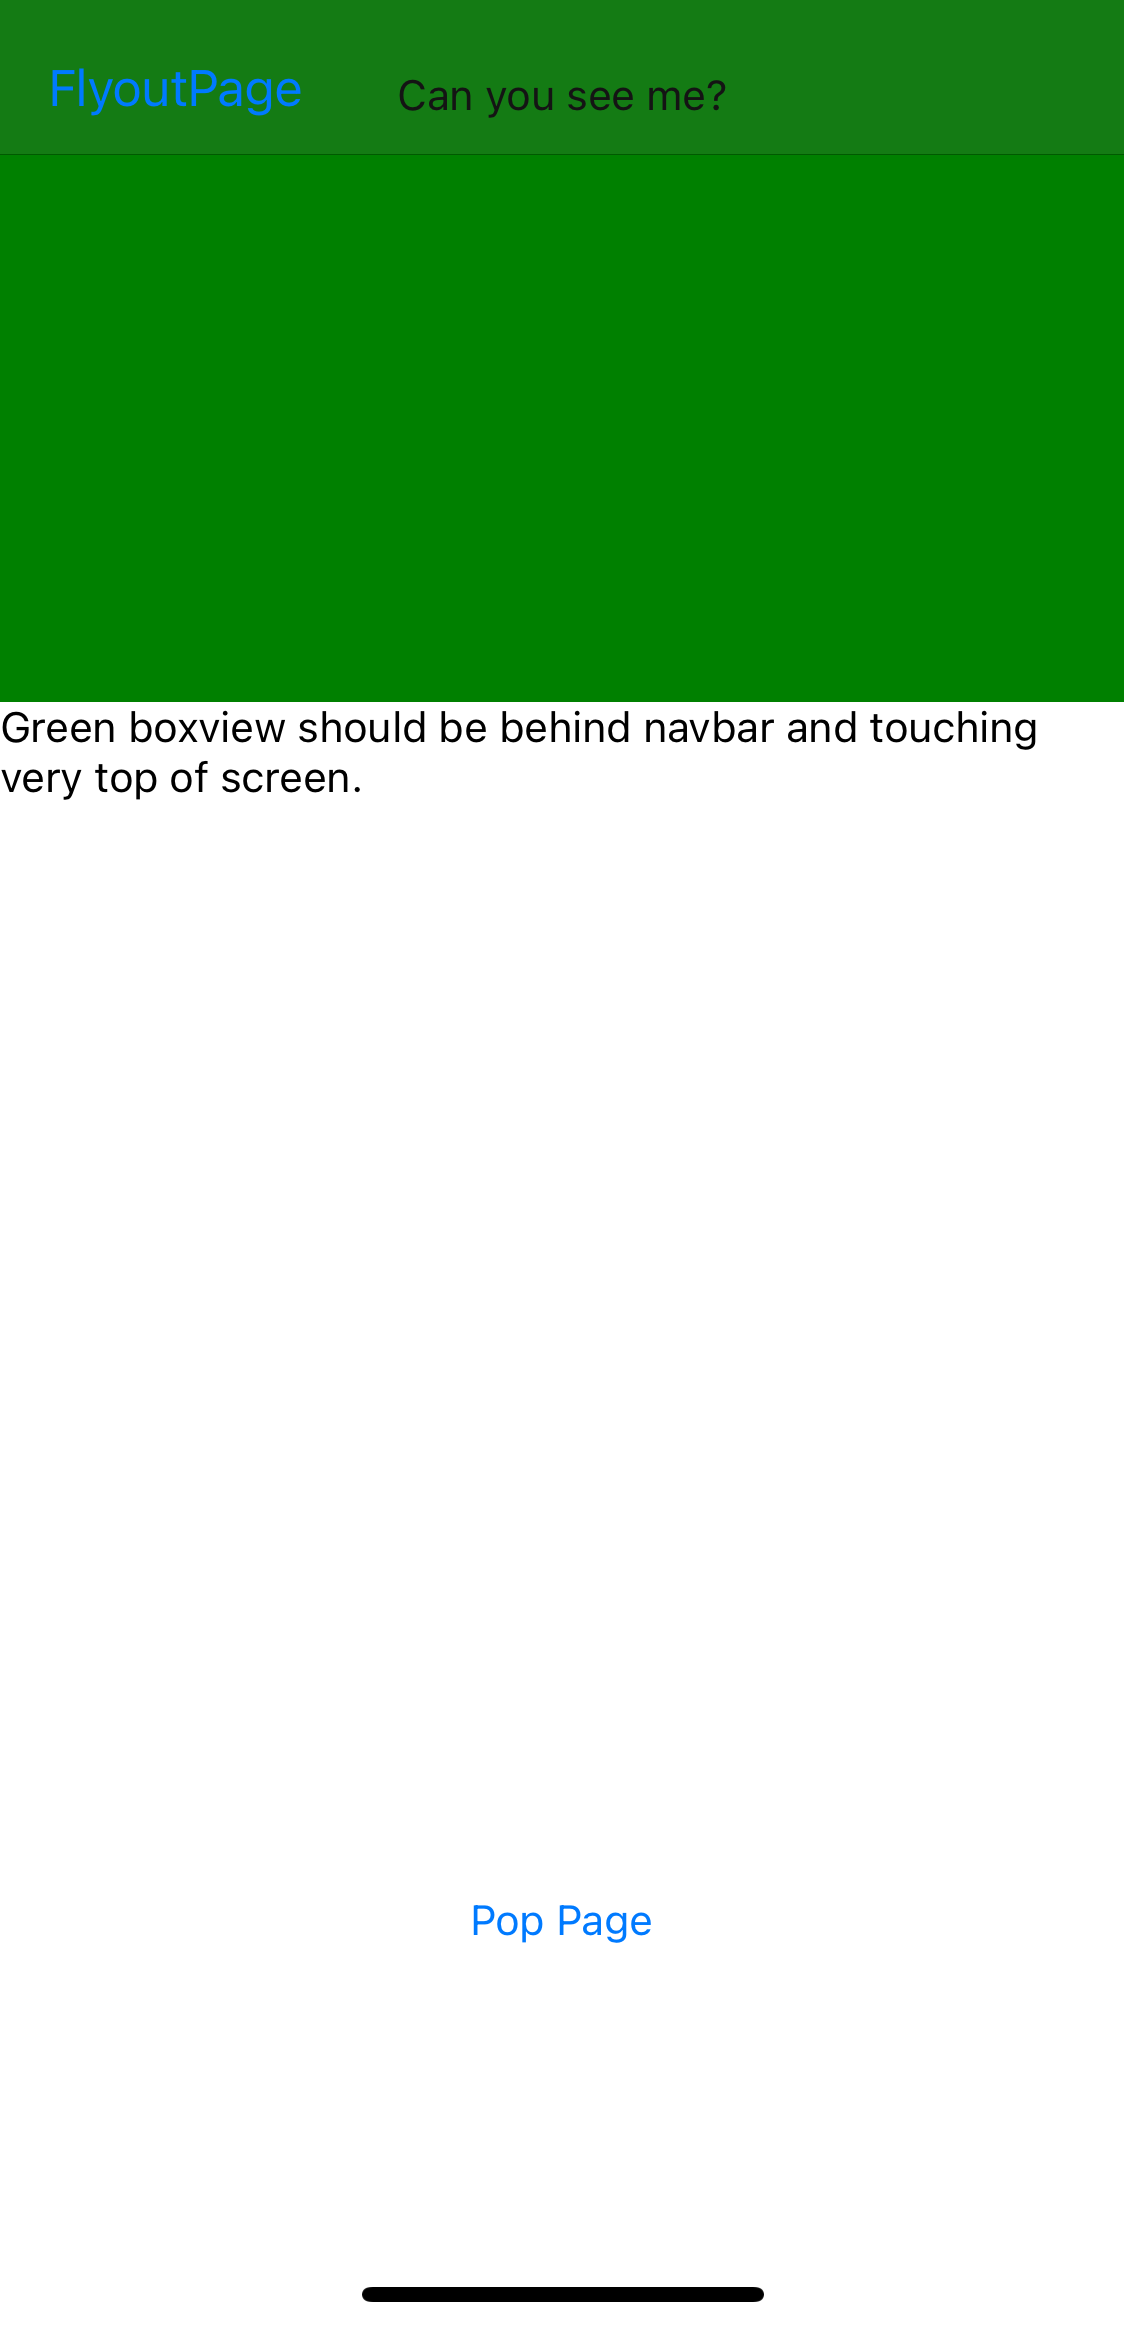 FlyoutPage
Can you see me?
Green boxview should be behind navbar and touching
very top of screen.
Pop Page